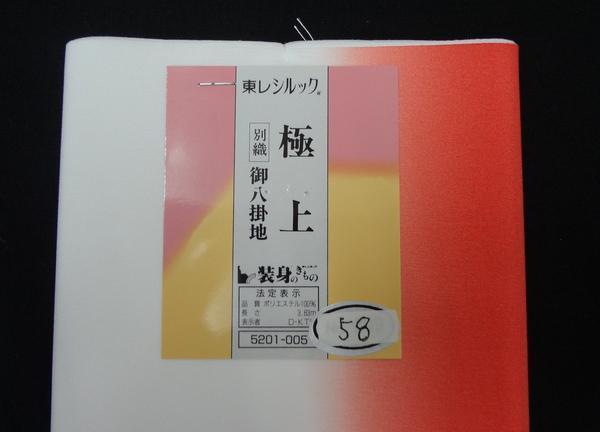 東レシルック®
極上
別織
御八掛地
装身のきもの
法定表示
品質 ポリエステル100%
長さ 3.83m
表示者 D-KT
5201-005
58